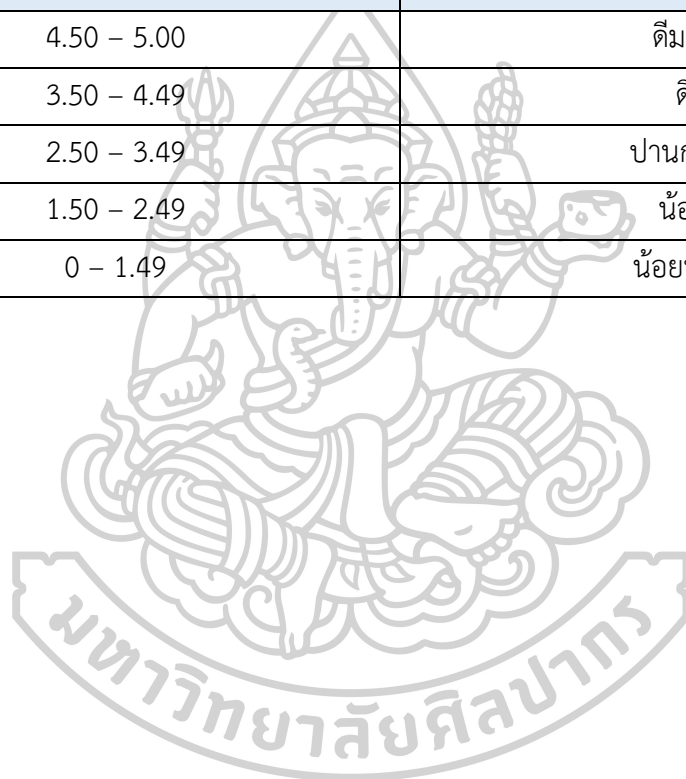 4.50 – 5.00 ดีม
3.50 – 4.49 ดี
2.50 – 3.49 ปานก
1.50 – 2.49 น้อ
0 – 1.49 น้อย
มหาวิทยาลัยศิลปากร